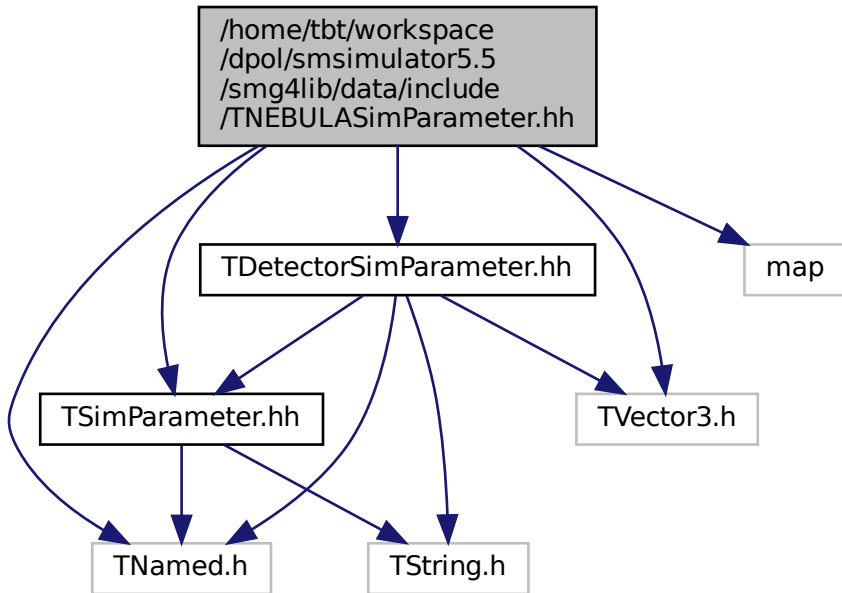 /home/tbt/workspace
/dpol/smsimulator5.5
/smg4lib/data/include
/TNEBULASimParameter.hh
TDetectorSimParameter.hh
map
TSimParameter.hh
TVector3.h
TNamed.h
TString.h